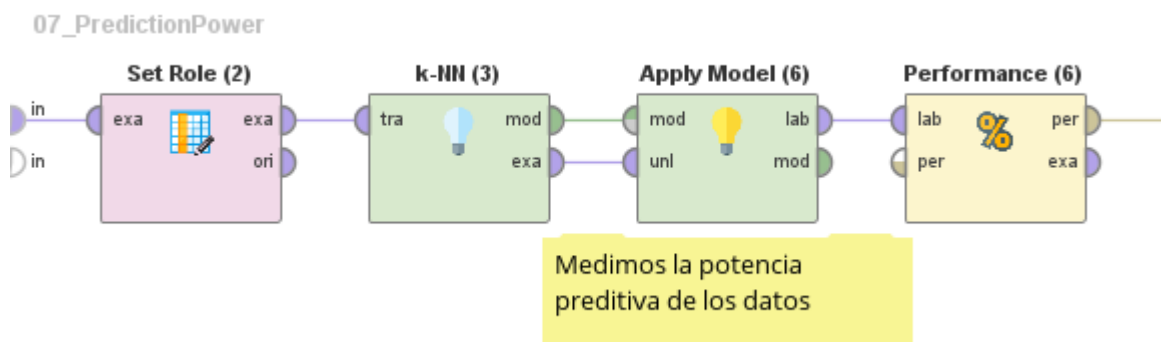 07_PredictionPower
Set Role (2)
k-NN (3)
Apply Model (6)
Performance (6)
in
exa
exa
tra
mod
mod
lab
lab
per
in
ori
exa
unl
mod
per
exa
%
Medimos la potencia
preditiva de los datos